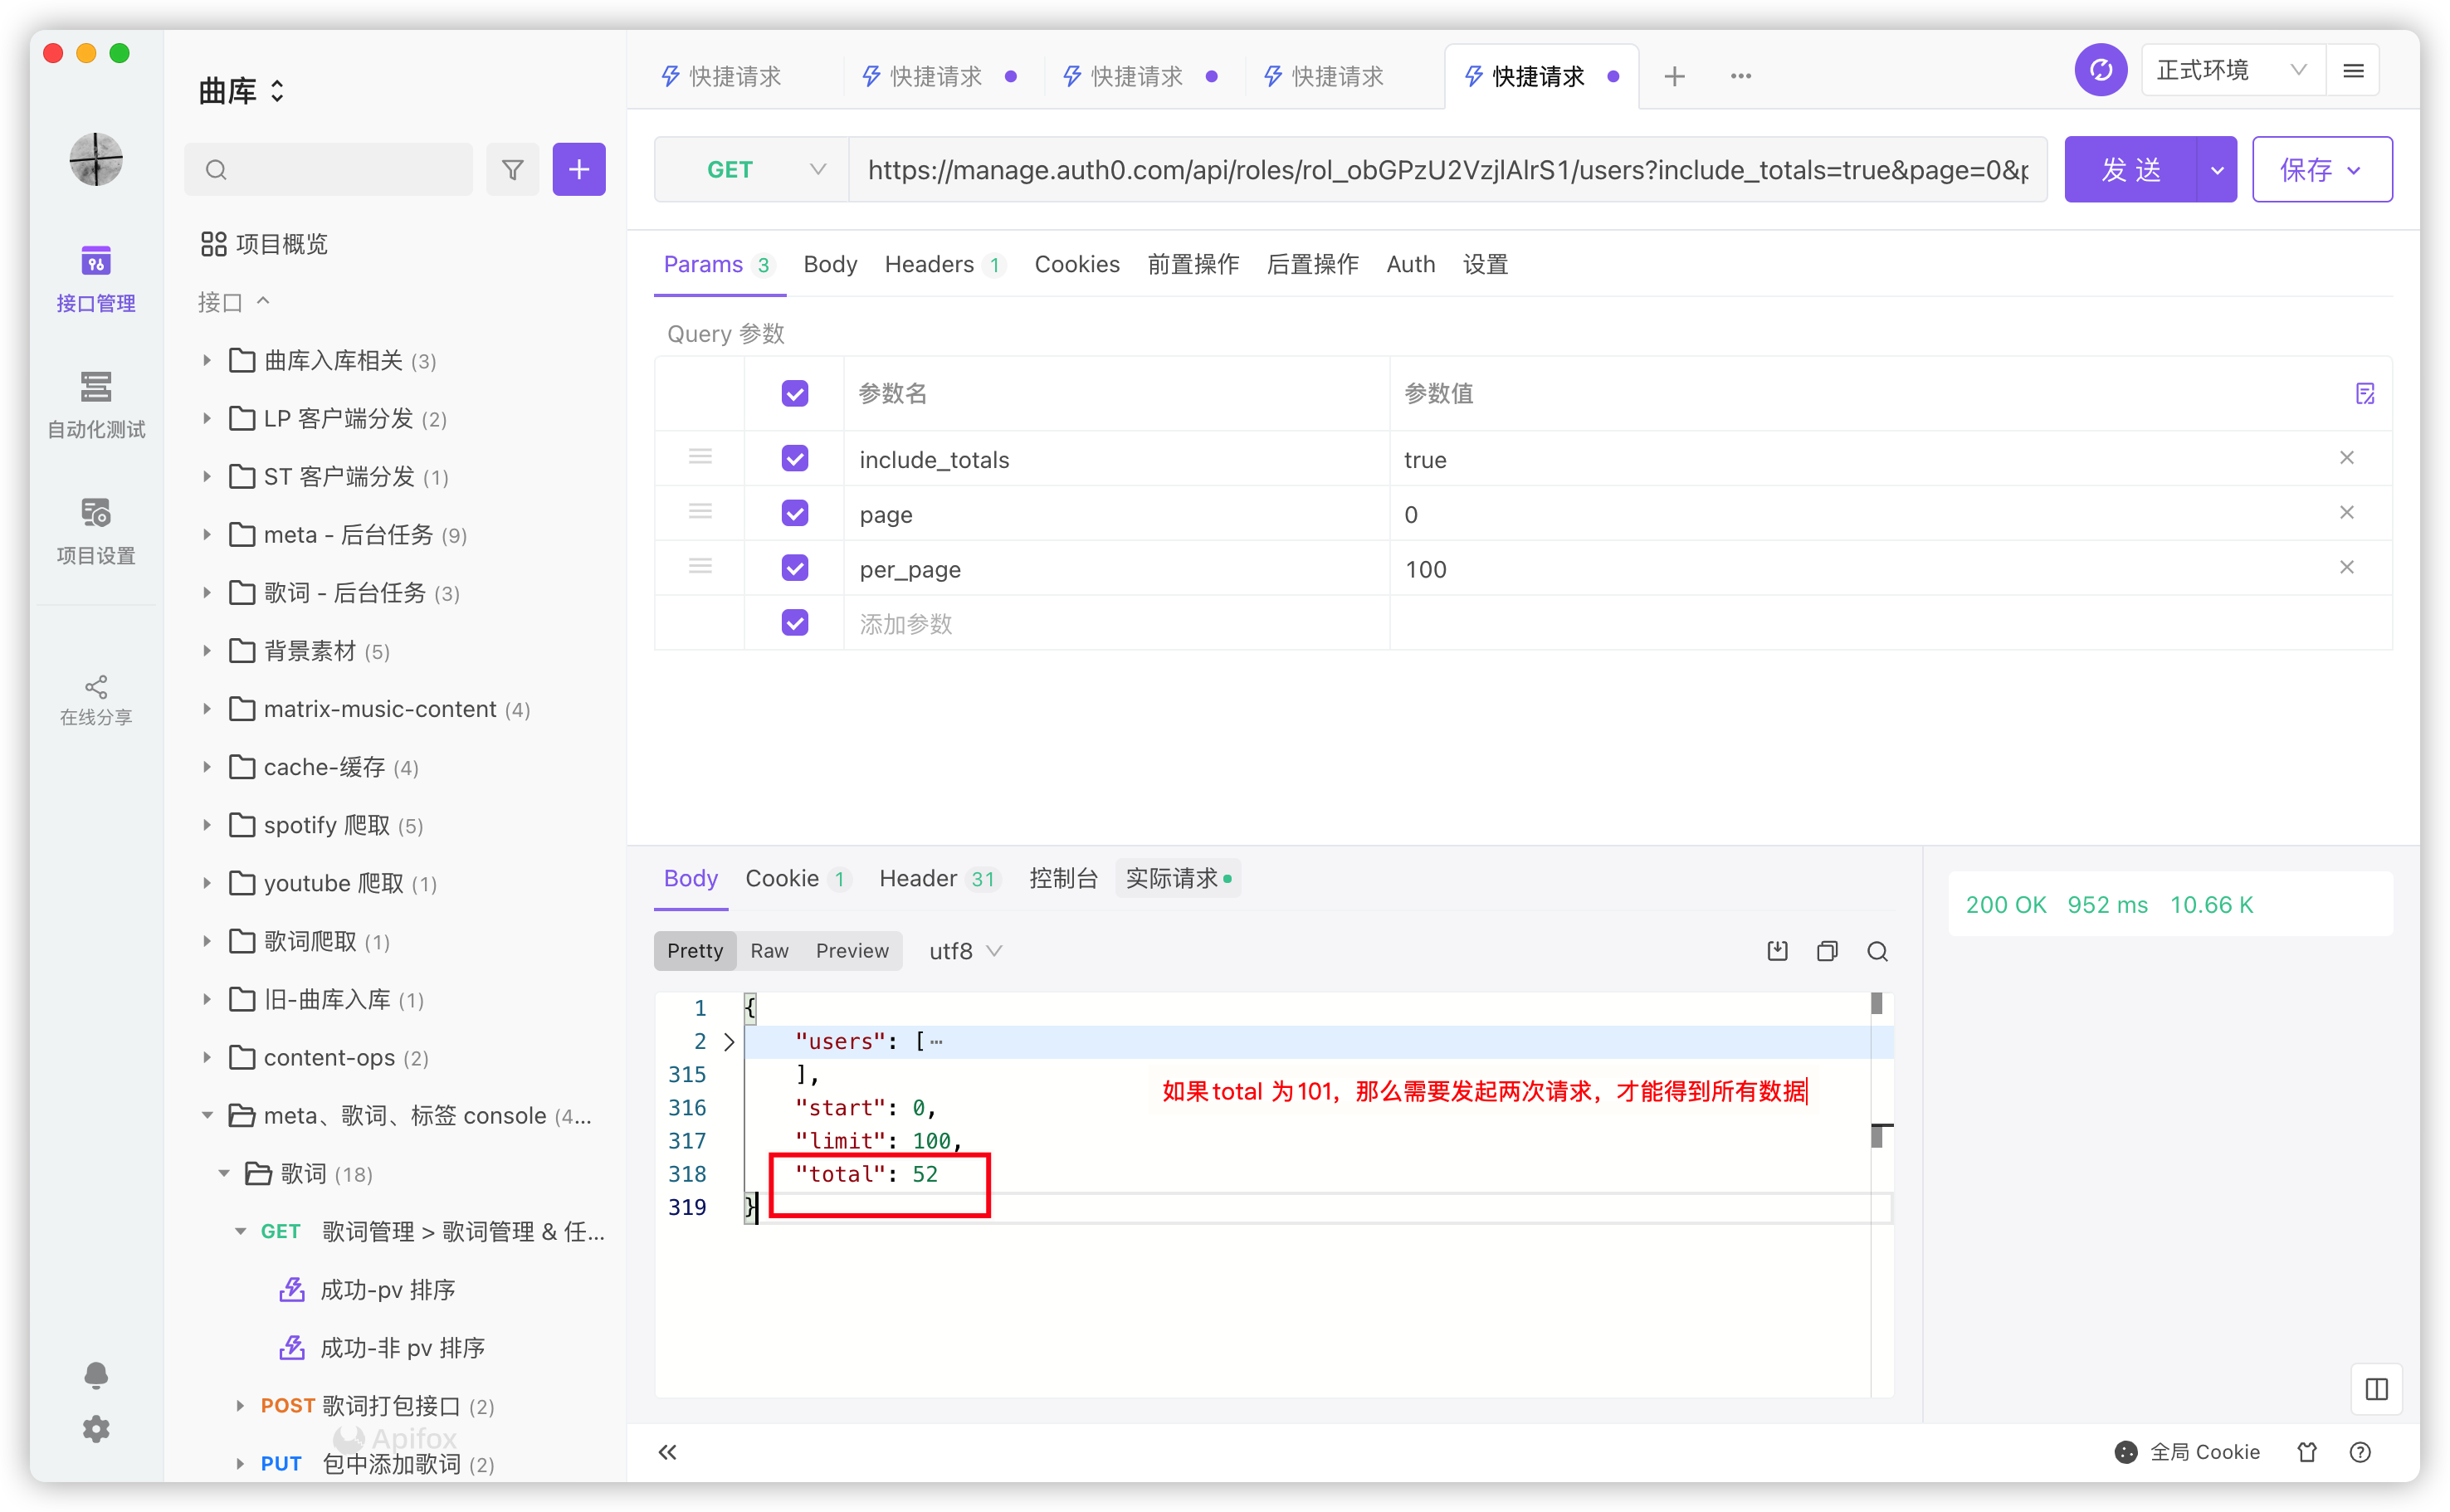 曲库
快捷请求
快捷请求
快捷请求
快捷请求
快捷请求
正式环境
GET
https://manage.auth0.com/api/roles/rol_obGPzU2VzjlAlrS1/users?include_totals=true&page=0&p
发 送
保存
接口管理
自动化测试
项目设置
在线分享
项目概览
接口
曲库入库相关 (3)
LP 客户端分发 (2)
ST 客户端分发 (1)
meta - 后台任务 (9)
歌词 - 后台任务 (3)
背景素材 (5)
matrix-music-content (4)
cache-缓存 (4)
spotify 爬取 (5)
youtube 爬取 (1)
歌词爬取 (1)
旧-曲库入库 (1)
content-ops (2)
meta、歌词、标签 console (4...
歌词 (18)
GET 歌词管理 > 歌词管理 & 任...
成功-pv 排序
成功-非 pv 排序
POST 歌词打包接口 (2)
Apifox
PUT 包中添加歌词 (2)
Params 3 Body Headers 1 Cookies 前置操作 后置操作 Auth 设置
Query 参数
参数名 参数值
include_totals true
page 0
per_page 100
添加参数
Body Cookie 1 Header 31 控制台 实际请求
200 OK 952 ms 10.66 K
Pretty Raw Preview utf8
1 {
2 "users": [⋯
315 ],
316 "start": 0,
317 "limit": 100,
318 "total": 52
319 }
如果total 为101，那么需要发起两次请求，才能得到所有数据
全局 Cookie